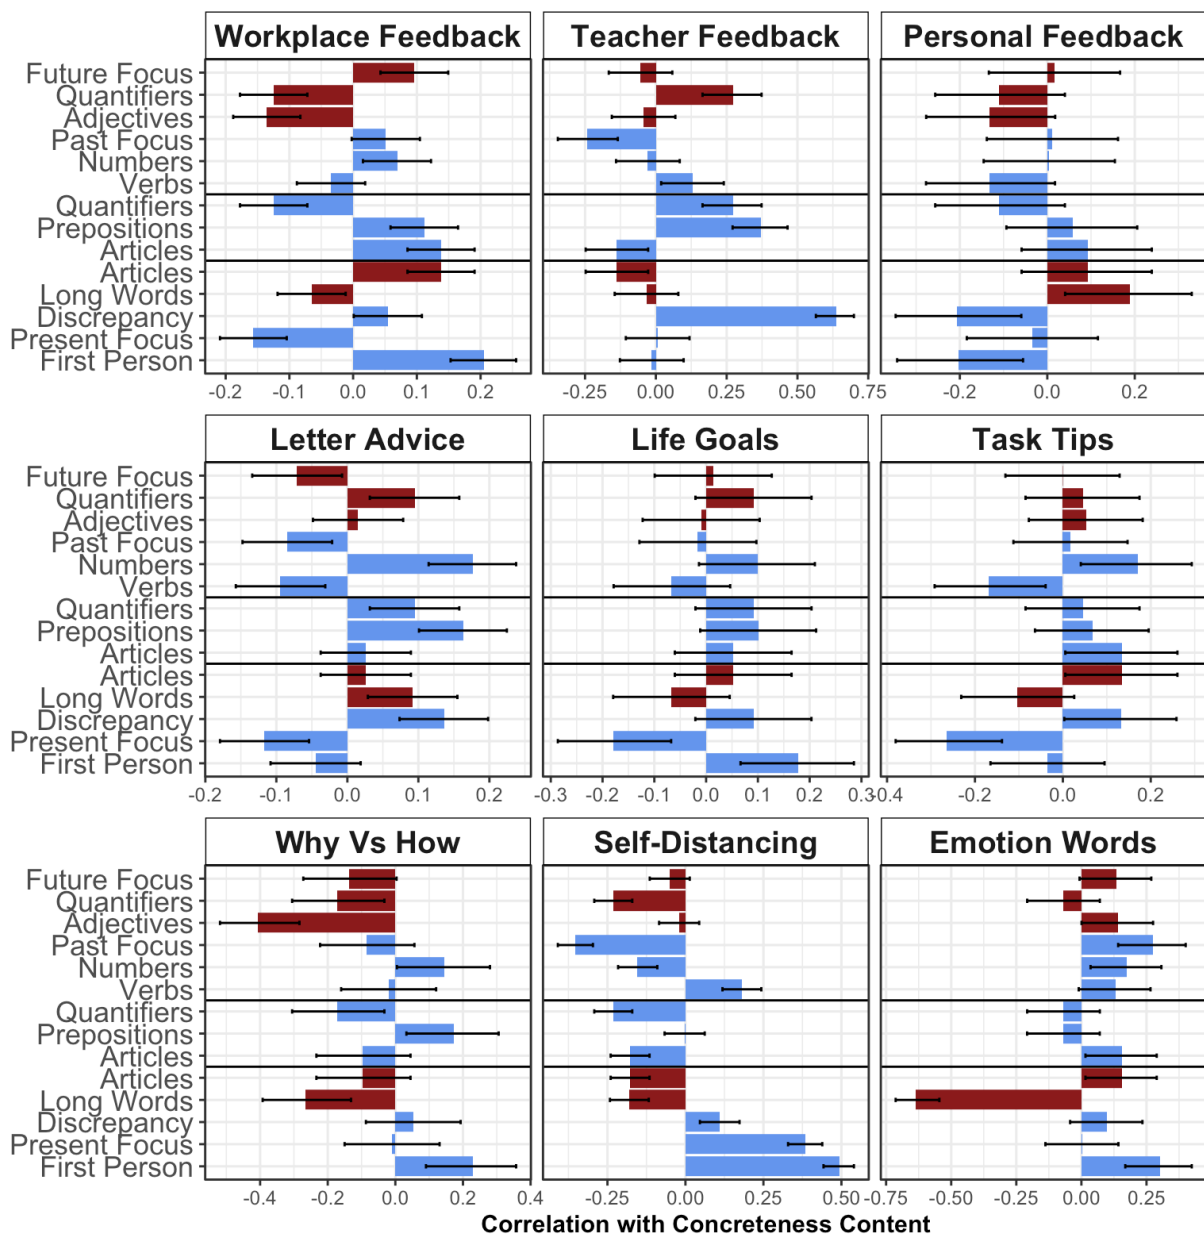 Workplace Feedback Teacher Feedback Personal Feedback
Future Focus
Quantifiers
Adjectives
Past Focus
Numbers
Verbs
Quantifiers
Prepositions
Articles
Articles
Long Words
Discrepancy
Present Focus
First Person
-0.2 -0.1 0.0 0.1 0.2 -0.25 0.00 0.25 0.50 0.75 -0.2 0.0 0.2
Letter Advice Life Goals Task Tips
Future Focus
Quantifiers
Adjectives
Past Focus
Numbers
Verbs
Quantifiers
Prepositions
Articles
Articles
Long Words
Discrepancy
Present Focus
First Person
-0.2 -0.1 0.0 0.1 0.2 -0.3 -0.2 -0.1 0.0 0.1 0.2 0.3 -0.4 -0.2 0.0 0.2
Why Vs How Self-Distancing Emotion Words
Future Focus
Quantifiers
Adjectives
Past Focus
Numbers
Verbs
Quantifiers
Prepositions
Articles
Articles
Long Words
Discrepancy
Present Focus
First Person
-0.4 -0.2 0.0 0.2 0.4 -0.25 0.00 0.25 0.50 -0.75 -0.50 -0.25 0.00 0.25
Correlation with Concreteness Content